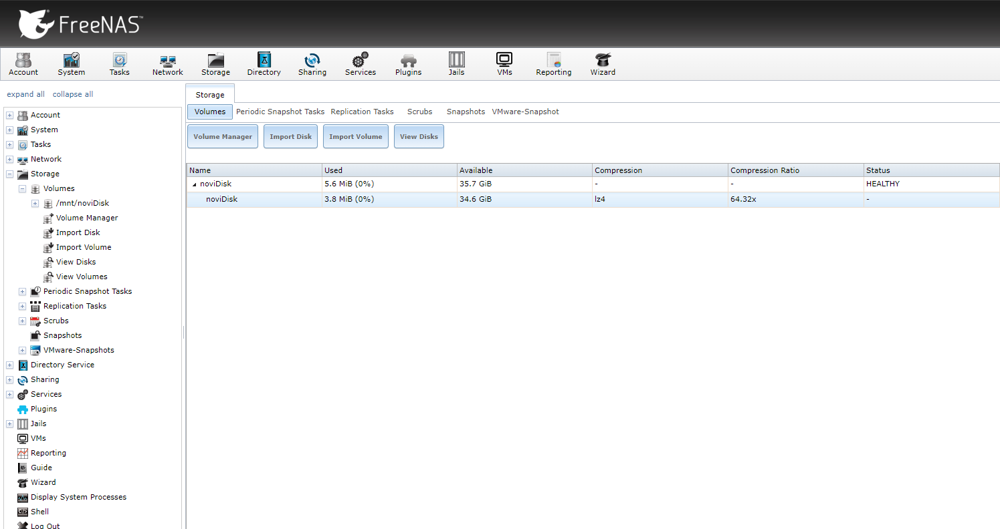 FreeNAS™
Account System Tasks Network Storage Directory Sharing Services Plugins Jails VMs Reporting Wizard
expand all collapse all
Account
System
Tasks
Network
Storage
Volumes
/mnt/noviDisk
Volume Manager
Import Disk
Import Volume
View Disks
View Volumes
Periodic Snapshot Tasks
Replication Tasks
Scrubs
Snapshots
VMware-Snapshots
Directory Service
Sharing
Services
Plugins
Jails
VMs
Reporting
Guide
Wizard
Display System Processes
Shell
Log Out
Storage
Volumes Periodic Snapshot Tasks Replication Tasks Scrubs Snapshots VMware-Snapshot
Volume Manager Import Disk Import Volume View Disks
Name Used Available Compression Compression Ratio Status
noviDisk 5.6 MiB (0%) 35.7 GiB - - HEALTHY
noviDisk 3.8 MiB (0%) 34.6 GiB lz4 64.32x -